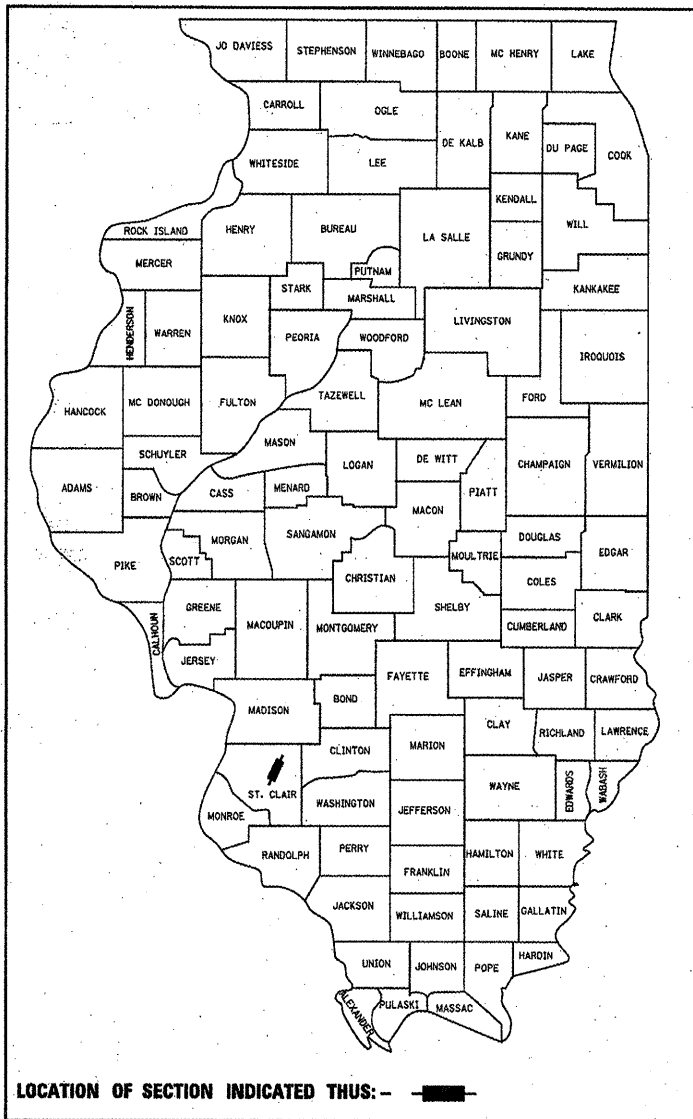 JO DAVIESS STEPHENSON WINNEBAGO BOONE MC HENRY LAKE
CARROLL OGLE DE KALB KANE DU PAGE COOK
WHITESIDE LEE KENDALL WILL
ROCK ISLAND HENRY BUREAU LA SALLE GRUNDY
MERCER PUTNAM KANKAKEE
STARK MARSHALL
HENDERSON WARREN KNOX PEORIA WOODFORD LIVINGSTON IROQUOIS
HANCOCK MC DONOUGH FULTON TAZEWELL MC LEAN FORD
SCHUYLER MASON LOGAN DE WITT CHAMPAIGN VERMILION
ADAMS BROWN CASS MENARD MACON PIATT
PIKE SCOTT MORGAN SANGAMON CHRISTIAN MOULTRIE DOUGLAS EDGAR
COLES
CALHOUN GREENE MACOUPIN MONTGOMERY SHELBY CUMBERLAND CLARK
JERSEY FAYETTE EFFINGHAM JASPER CRAWFORD
MADISON BOND CLAY RICHLAND LAWRENCE
CLINTON MARION
ST. CLAIR WAYNE EDWARDS WABASH
MONROE WASHINGTON JEFFERSON
RANDOLPH PERRY HAMILTON WHITE
FRANKLIN
JACKSON WILLIAMSON SALINE GALLATIN
UNION JOHNSON POPE HARDIN
ALEXANDER PULASKI MASSAC
LOCATION OF SECTION INDICATED THUS: -